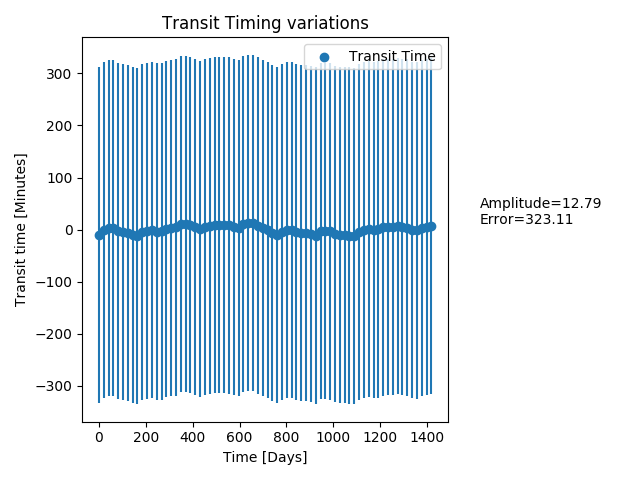 Transit Timing variations
Transit Time
300
200
100
0
−100
−200
−300
Transit time [Minutes]
0 200 400 600 800 1000 1200 1400
Time [Days]
Amplitude=12.79
Error=323.11